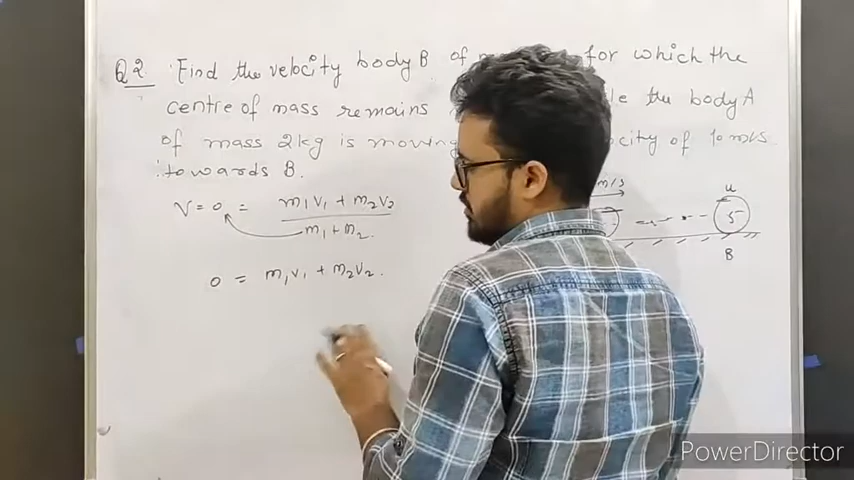 Q2 Find the velocity body B of for which the
centre of mass remains the body A
of mass 2kg is moving of 10 m/s
towards B.
V = 0 = m₁v₁ + m₂v₂
m₁ + m₂
m/s
u
5
B
0 = m₁v₁ + m₂v₂.
PowerDirector